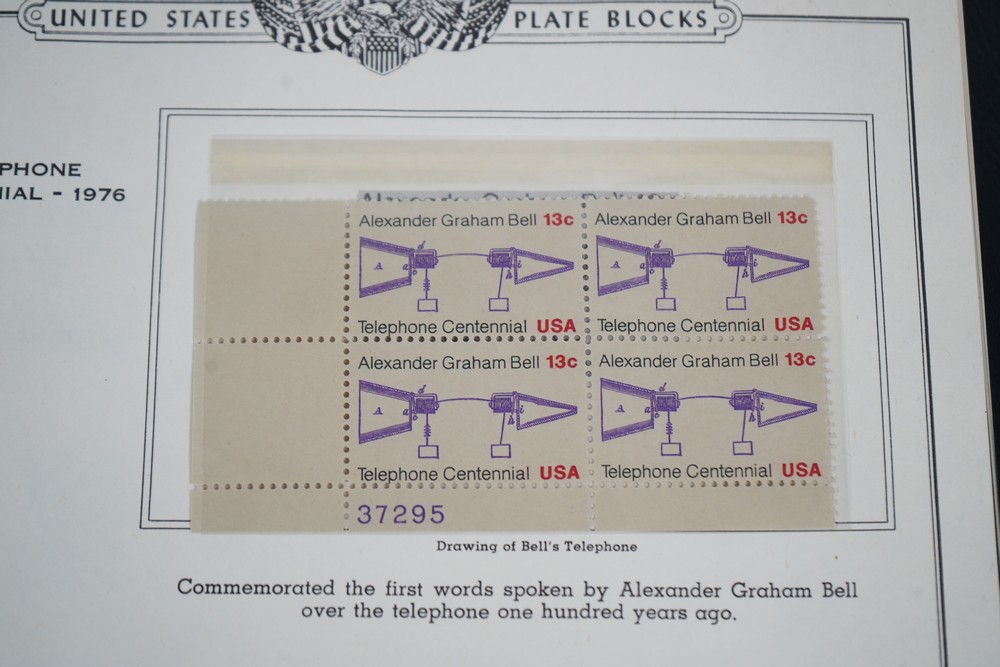 UNITED STATES PLATE BLOCKS
PHONE
IAL - 1976
Alexander Graham Bell 13c
A a c d h i
Telephone Centennial USA
Alexander Graham Bell 13c
A a c d h i
Telephone Centennial USA
Alexander Graham Bell 13c
A a c d h i
Telephone Centennial USA
Alexander Graham Bell 13c
A a c d h i
Telephone Centennial USA
37295
Drawing of Bell's Telephone
Commemorated the first words spoken by Alexander Graham Bell
over the telephone one hundred years ago.